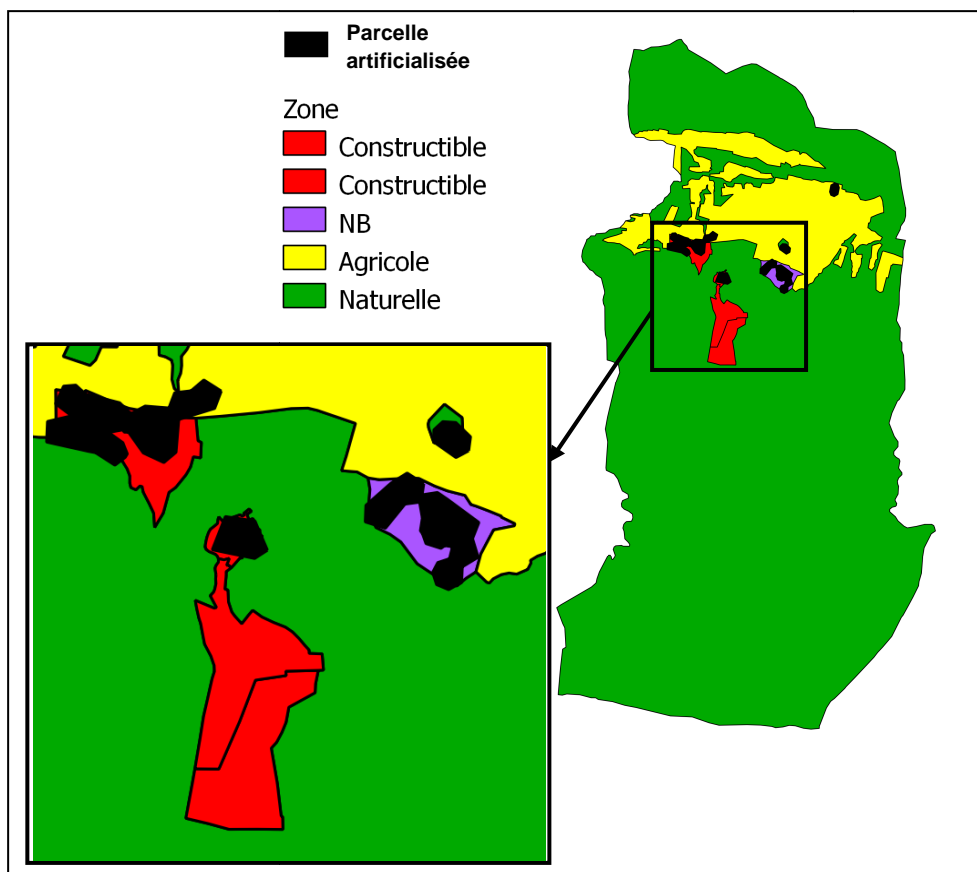 Parcelle
artificialisée
Zone
Constructible
Constructible
NB
Agricole
Naturelle